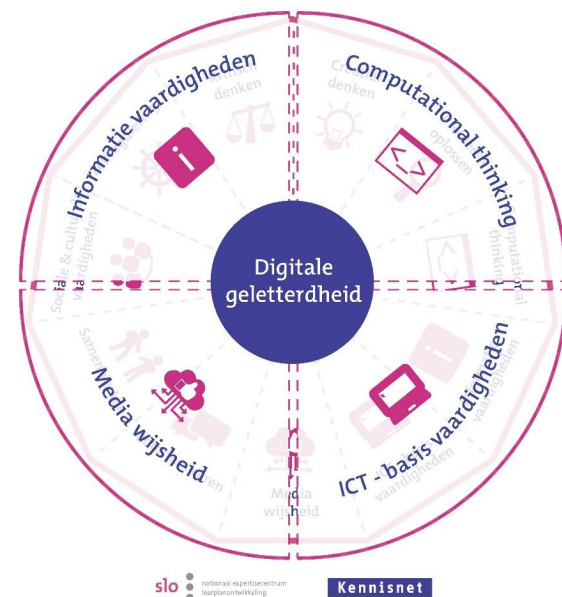 Informatie vaardigheden
Computational thinking
denken
denken
oplossen
Sociale & culturele
vaardigheden
Computational
thinking
Digitale
geletterdheid
Media wijsheid
ICT - basis vaardigheden
vaardigheden
vaardigheden
Media
wijsheid
slo
nationaal expertisecentrum
leerplanontwikkeling
Kennisnet